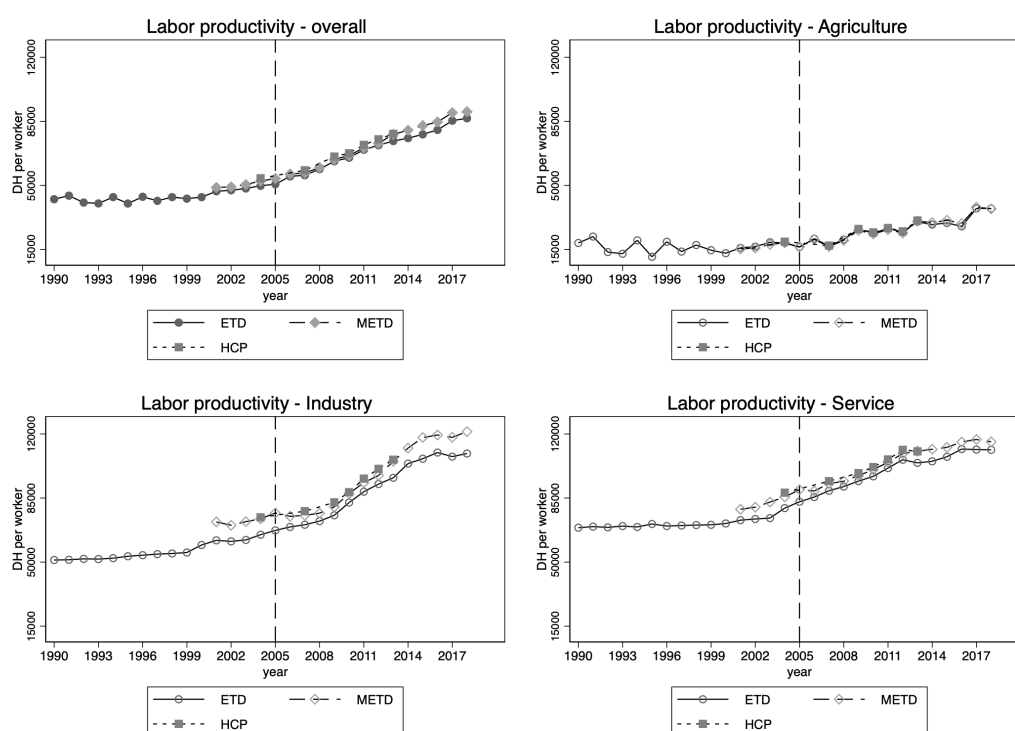 Labor productivity - overall
DH per worker
120000
85000
50000
15000
1990 1993 1996 1999 2002 2005 2008 2011 2014 2017
year
ETD METD
HCP
Labor productivity - Agriculture
DH per worker
120000
85000
50000
15000
1990 1993 1996 1999 2002 2005 2008 2011 2014 2017
year
ETD METD
HCP
Labor productivity - Industry
DH per worker
120000
85000
50000
15000
1990 1993 1996 1999 2002 2005 2008 2011 2014 2017
year
ETD METD
HCP
Labor productivity - Service
DH per worker
120000
85000
50000
15000
1990 1993 1996 1999 2002 2005 2008 2011 2014 2017
year
ETD METD
HCP